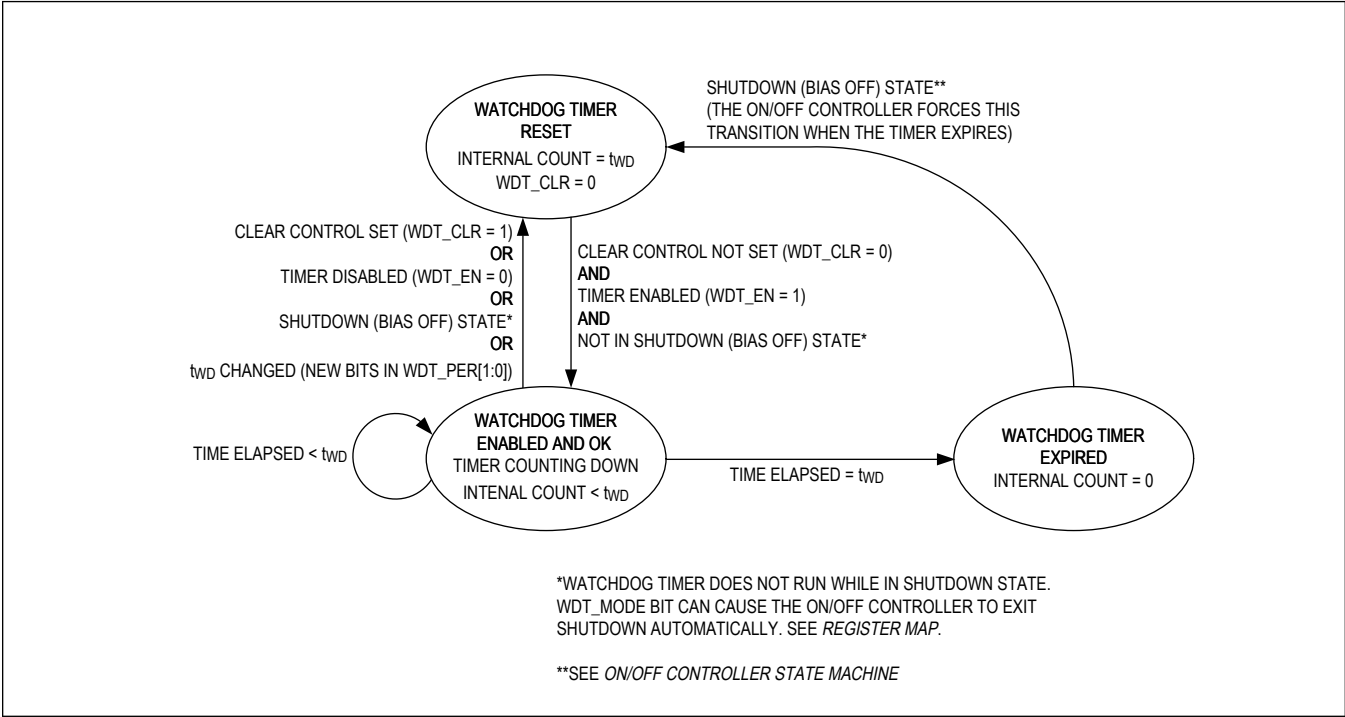 SHUTDOWN (BIAS OFF) STATE**
(THE ON/OFF CONTROLLER FORCES THIS
TRANSITION WHEN THE TIMER EXPIRES)
WATCHDOG TIMER
RESET
INTERNAL COUNT = tWD
WDT_CLR = 0
CLEAR CONTROL SET (WDT_CLR = 1)
OR
TIMER DISABLED (WDT_EN = 0)
OR
SHUTDOWN (BIAS OFF) STATE*
OR
tWD CHANGED (NEW BITS IN WDT_PER[1:0])
CLEAR CONTROL NOT SET (WDT_CLR = 0)
AND
TIMER ENABLED (WDT_EN = 1)
AND
NOT IN SHUTDOWN (BIAS OFF) STATE*
TIME ELAPSED < tWD
WATCHDOG TIMER
ENABLED AND OK
TIMER COUNTING DOWN
INTENAL COUNT < tWD
TIME ELAPSED = tWD
WATCHDOG TIMER
EXPIRED
INTERNAL COUNT = 0
*WATCHDOG TIMER DOES NOT RUN WHILE IN SHUTDOWN STATE.
WDT_MODE BIT CAN CAUSE THE ON/OFF CONTROLLER TO EXIT
SHUTDOWN AUTOMATICALLY. SEE REGISTER MAP.
**SEE ON/OFF CONTROLLER STATE MACHINE